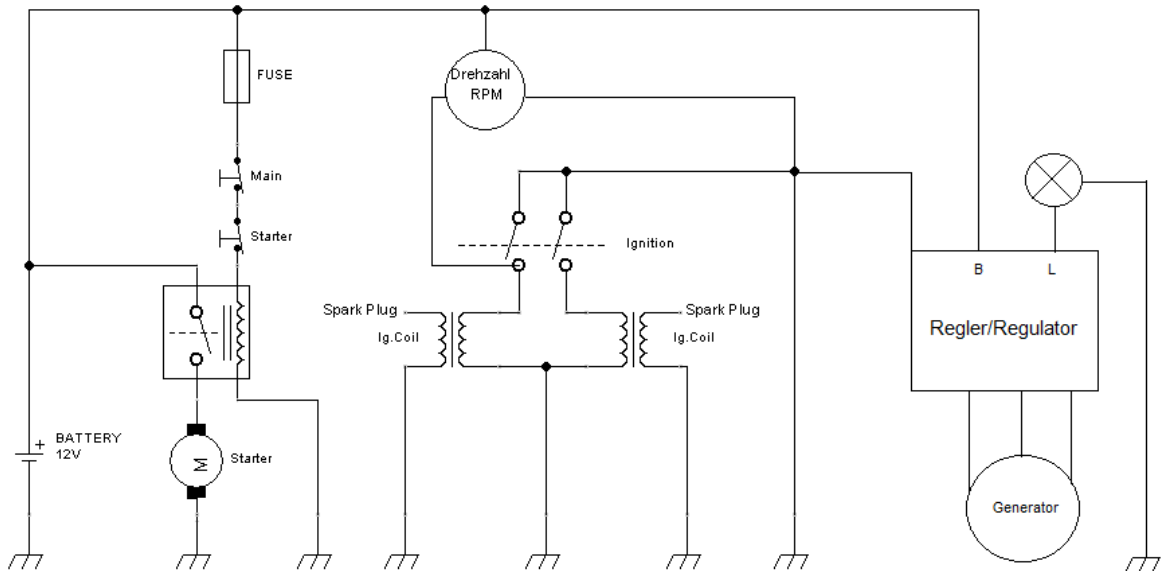 FUSE
Drehzahl
RPM
Main
Starter
Ignition
B
L
Regler/Regulator
Spark Plug
Ig.Coil
Spark Plug
Ig.Coil
+ BATTERY
12V
M
Starter
Generator